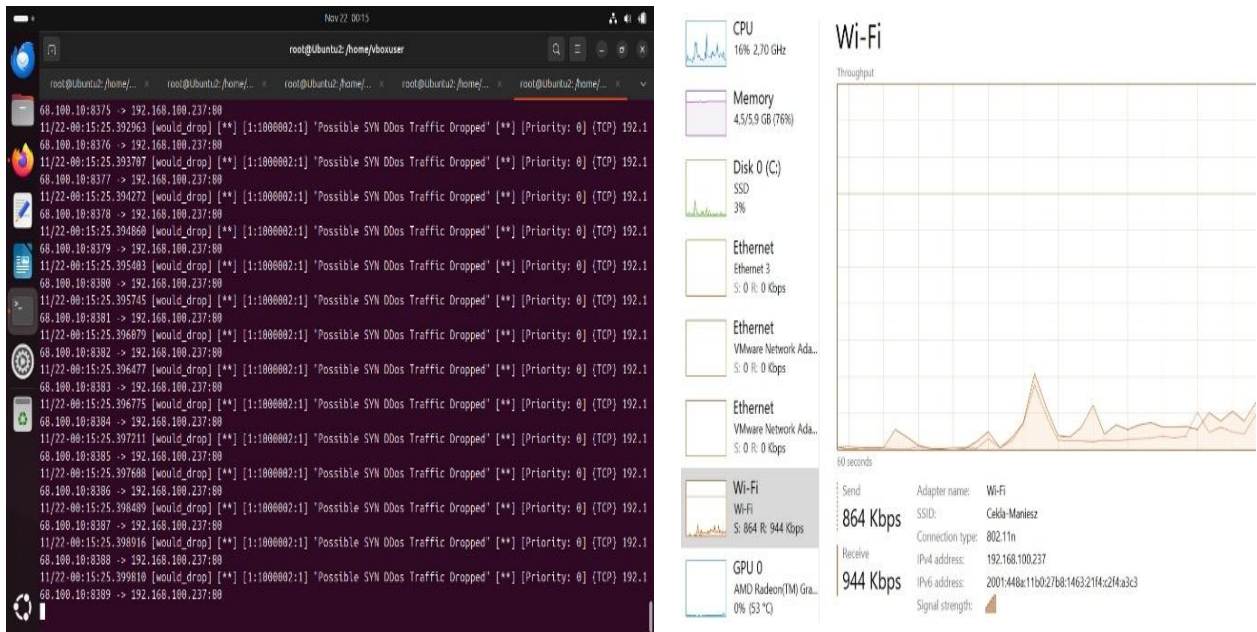 Nov 22 00:15
root@Ubuntu2: /home/vboxuser
root@Ubuntu2: /home/... × root@Ubuntu2: /home/... × root@Ubuntu2: /home/... × root@Ubuntu2: /home/... × root@Ubuntu2: /home/... ×
68.100.10:8375 -> 192.168.100.237:80
11/22-00:15:25.392963 [would_drop] [**] [1:1000002:1] "Possible SYN DDos Traffic Dropped" [**] [Priority: 0] {TCP} 192.1
68.100.10:8376 -> 192.168.100.237:80
11/22-00:15:25.393707 [would_drop] [**] [1:1000002:1] "Possible SYN DDos Traffic Dropped" [**] [Priority: 0] {TCP} 192.1
68.100.10:8377 -> 192.168.100.237:80
11/22-00:15:25.394272 [would_drop] [**] [1:1000002:1] "Possible SYN DDos Traffic Dropped" [**] [Priority: 0] {TCP} 192.1
68.100.10:8378 -> 192.168.100.237:80
11/22-00:15:25.394860 [would_drop] [**] [1:1000002:1] "Possible SYN DDos Traffic Dropped" [**] [Priority: 0] {TCP} 192.1
68.100.10:8379 -> 192.168.100.237:80
11/22-00:15:25.395403 [would_drop] [**] [1:1000002:1] "Possible SYN DDos Traffic Dropped" [**] [Priority: 0] {TCP} 192.1
68.100.10:8380 -> 192.168.100.237:80
11/22-00:15:25.395745 [would_drop] [**] [1:1000002:1] "Possible SYN DDos Traffic Dropped" [**] [Priority: 0] {TCP} 192.1
68.100.10:8381 -> 192.168.100.237:80
11/22-00:15:25.396079 [would_drop] [**] [1:1000002:1] "Possible SYN DDos Traffic Dropped" [**] [Priority: 0] {TCP} 192.1
68.100.10:8382 -> 192.168.100.237:80
11/22-00:15:25.396477 [would_drop] [**] [1:1000002:1] "Possible SYN DDos Traffic Dropped" [**] [Priority: 0] {TCP} 192.1
68.100.10:8383 -> 192.168.100.237:80
11/22-00:15:25.396775 [would_drop] [**] [1:1000002:1] "Possible SYN DDos Traffic Dropped" [**] [Priority: 0] {TCP} 192.1
68.100.10:8384 -> 192.168.100.237:80
11/22-00:15:25.397211 [would_drop] [**] [1:1000002:1] "Possible SYN DDos Traffic Dropped" [**] [Priority: 0] {TCP} 192.1
68.100.10:8385 -> 192.168.100.237:80
11/22-00:15:25.397608 [would_drop] [**] [1:1000002:1] "Possible SYN DDos Traffic Dropped" [**] [Priority: 0] {TCP} 192.1
68.100.10:8386 -> 192.168.100.237:80
11/22-00:15:25.398489 [would_drop] [**] [1:1000002:1] "Possible SYN DDos Traffic Dropped" [**] [Priority: 0] {TCP} 192.1
68.100.10:8387 -> 192.168.100.237:80
11/22-00:15:25.398916 [would_drop] [**] [1:1000002:1] "Possible SYN DDos Traffic Dropped" [**] [Priority: 0] {TCP} 192.1
68.100.10:8388 -> 192.168.100.237:80
11/22-00:15:25.399810 [would_drop] [**] [1:1000002:1] "Possible SYN DDos Traffic Dropped" [**] [Priority: 0] {TCP} 192.1
68.100.10:8389 -> 192.168.100.237:80
CPU
16% 2,70 GHz
Memory
4,5/5,9 GB (76%)
Disk 0 (C:)
SSD
3%
Ethernet
Ethernet 3
S: 0 R: 0 Kbps
Ethernet
VMware Network Ada...
S: 0 R: 0 Kbps
Ethernet
VMware Network Ada...
S: 0 R: 0 Kbps
Wi-Fi
Wi-Fi
S: 864 R: 944 Kbps
GPU 0
AMD Radeon(TM) Gra...
0% (53 °C)
Wi-Fi
Throughput
60 seconds
Send
864 Kbps
Receive
944 Kbps
Adapter name: Wi-Fi
SSID: Cekla-Maniesz
Connection type: 802.11n
IPv4 address: 192.168.100.237
IPv6 address: 2001:448a:11b0:27b8:1463:21f4:c2f4:a3c3
Signal strength: